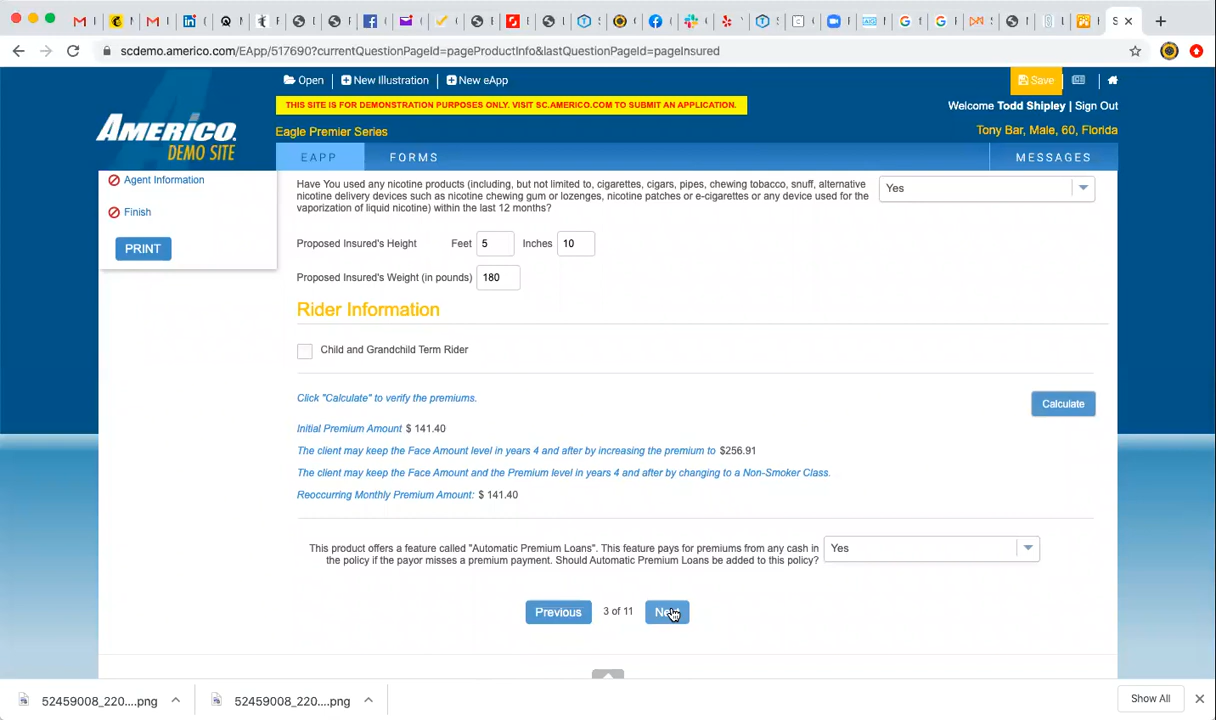 scdemo.americo.com/EApp/517690?currentQuestionPageId=pageProductInfo&lastQuestionPageId=pageInsured
Open New Illustration New eApp Save
THIS SITE IS FOR DEMONSTRATION PURPOSES ONLY. VISIT SC.AMERICO.COM TO SUBMIT AN APPLICATION.
Welcome Todd Shipley | Sign Out
AMERICO
DEMO SITE
Eagle Premier Series
Tony Bar, Male, 60, Florida
EAPP FORMS MESSAGES
Agent Information
Finish
PRINT
Have You used any nicotine products (including, but not limited to, cigarettes, cigars, pipes, chewing tobacco, snuff, alternative
nicotine delivery devices such as nicotine chewing gum or lozenges, nicotine patches or e-cigarettes or any device used for the
vaporization of liquid nicotine) within the last 12 months?
Yes
Proposed Insured's Height Feet 5 Inches 10
Proposed Insured's Weight (in pounds) 180
Rider Information
Child and Grandchild Term Rider
Click "Calculate" to verify the premiums.
Calculate
Initial Premium Amount $ 141.40
The client may keep the Face Amount level in years 4 and after by increasing the premium to $256.91
The client may keep the Face Amount and the Premium level in years 4 and after by changing to a Non-Smoker Class.
Reoccurring Monthly Premium Amount: $ 141.40
This product offers a feature called "Automatic Premium Loans". This feature pays for premiums from any cash in
the policy if the payor misses a premium payment. Should Automatic Premium Loans be added to this policy?
Yes
Previous 3 of 11 Next
52459008_220....png 52459008_220....png Show All